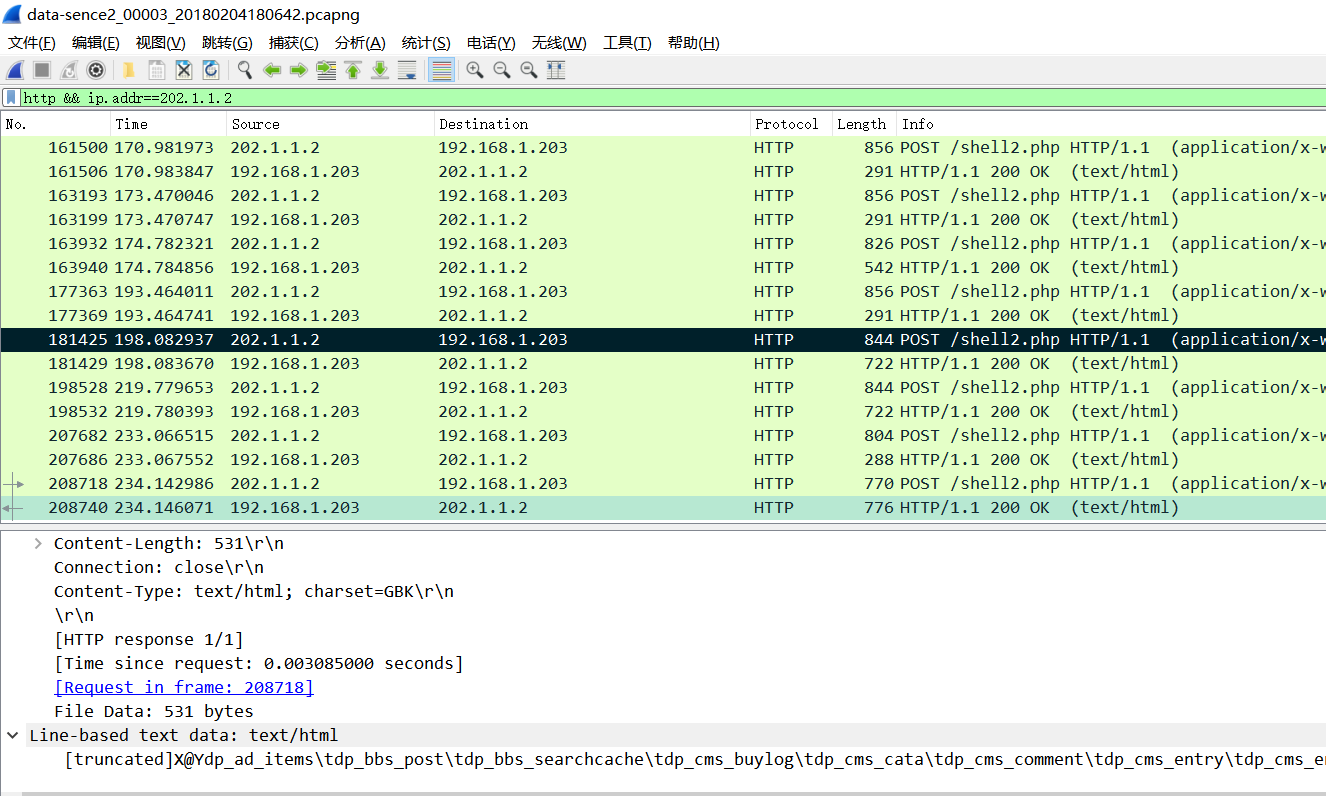 data-sence2_00003_20180204180642.pcapng
文件(F) 编辑(E) 视图(V) 跳转(G) 捕获(C) 分析(A) 统计(S) 电话(Y) 无线(W) 工具(T) 帮助(H)
http && ip.addr==202.1.1.2
No. Time Source Destination Protocol Length Info
161500 170.981973 202.1.1.2 192.168.1.203 HTTP 856 POST /shell2.php HTTP/1.1 (application/x-w
161506 170.983847 192.168.1.203 202.1.1.2 HTTP 291 HTTP/1.1 200 OK (text/html)
163193 173.470046 202.1.1.2 192.168.1.203 HTTP 856 POST /shell2.php HTTP/1.1 (application/x-w
163199 173.470747 192.168.1.203 202.1.1.2 HTTP 291 HTTP/1.1 200 OK (text/html)
163932 174.782321 202.1.1.2 192.168.1.203 HTTP 826 POST /shell2.php HTTP/1.1 (application/x-w
163940 174.784856 192.168.1.203 202.1.1.2 HTTP 542 HTTP/1.1 200 OK (text/html)
177363 193.464011 202.1.1.2 192.168.1.203 HTTP 856 POST /shell2.php HTTP/1.1 (application/x-w
177369 193.464741 192.168.1.203 202.1.1.2 HTTP 291 HTTP/1.1 200 OK (text/html)
181425 198.082937 202.1.1.2 192.168.1.203 HTTP 844 POST /shell2.php HTTP/1.1 (application/x-w
181429 198.083670 192.168.1.203 202.1.1.2 HTTP 722 HTTP/1.1 200 OK (text/html)
198528 219.779653 202.1.1.2 192.168.1.203 HTTP 844 POST /shell2.php HTTP/1.1 (application/x-w
198532 219.780393 192.168.1.203 202.1.1.2 HTTP 722 HTTP/1.1 200 OK (text/html)
207682 233.066515 202.1.1.2 192.168.1.203 HTTP 804 POST /shell2.php HTTP/1.1 (application/x-w
207686 233.067552 192.168.1.203 202.1.1.2 HTTP 288 HTTP/1.1 200 OK (text/html)
208718 234.142986 202.1.1.2 192.168.1.203 HTTP 770 POST /shell2.php HTTP/1.1 (application/x-w
208740 234.146071 192.168.1.203 202.1.1.2 HTTP 776 HTTP/1.1 200 OK (text/html)
Content-Length: 531\r\n
Connection: close\r\n
Content-Type: text/html; charset=GBK\r\n
\r\n
[HTTP response 1/1]
[Time since request: 0.003085000 seconds]
[Request in frame: 208718]
File Data: 531 bytes
Line-based text data: text/html
[truncated]X@Ydp_ad_items\tdp_bbs_post\tdp_bbs_searchcache\tdp_cms_buylog\tdp_cms_cata\tdp_cms_comment\tdp_cms_entry\tdp_cms_e